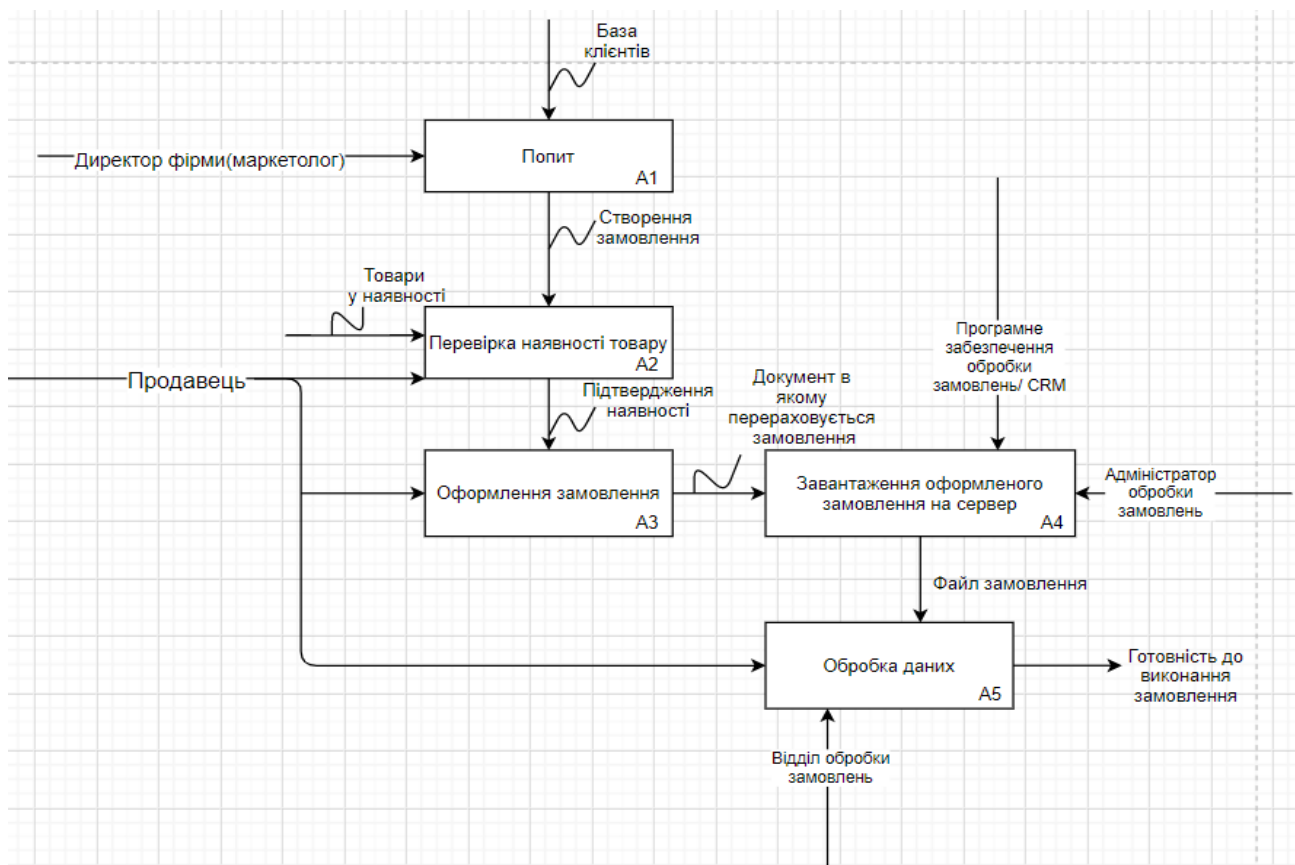 База
клієнтів
Директор фірми(маркетолог)
Попит
A1
Створення
замовлення
Товари
у наявності
Перевірка наявності товару
A2
Продавець
Підтвердження
наявності
Документ в
якому
перераховується
замовлення
Програмне
забезпечення
обробки
замовлень/ CRM
Оформлення замовлення
A3
Завантаження оформленого
замовлення на сервер
A4
Адміністратор
обробки
замовлень
Файл замовлення
Обробка даних
A5
Готовність до
виконання
замовлення
Відділ обробки
замовлень